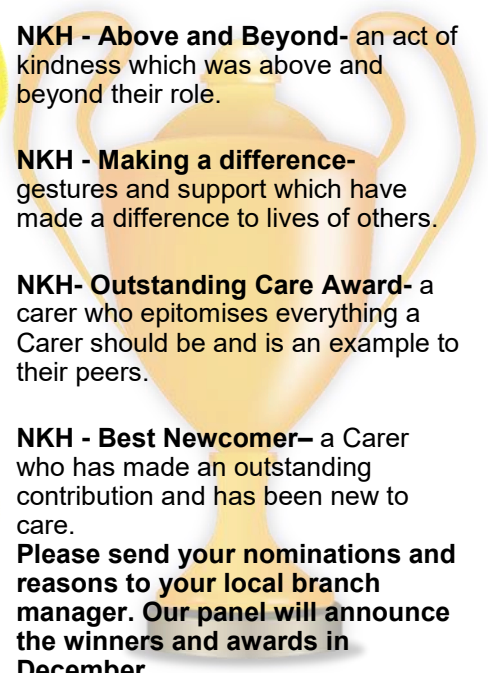 NKH - Above and Beyond- an act of
kindness which was above and
beyond their role.
NKH - Making a difference-
gestures and support which have
made a difference to lives of others.
NKH- Outstanding Care Award- a
carer who epitomises everything a
Carer should be and is an example to
their peers.
NKH - Best Newcomer– a Carer
who has made an outstanding
contribution and has been new to
care.
Please send your nominations and
reasons to your local branch
manager. Our panel will announce
the winners and awards in
December